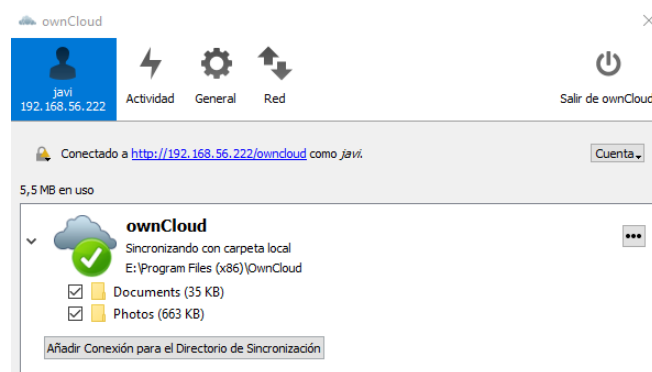 ownCloud
javi
192.168.56.222
Actividad
General
Red
Salir de ownCloud
Conectado a http://192.168.56.222/owncloud como javi.
Cuenta
5,5 MB en uso
ownCloud
Sincronizando con carpeta local
E:\Program Files (x86)\OwnCloud
Documents (35 KB)
Photos (663 KB)
Añadir Conexión para el Directorio de Sincronización